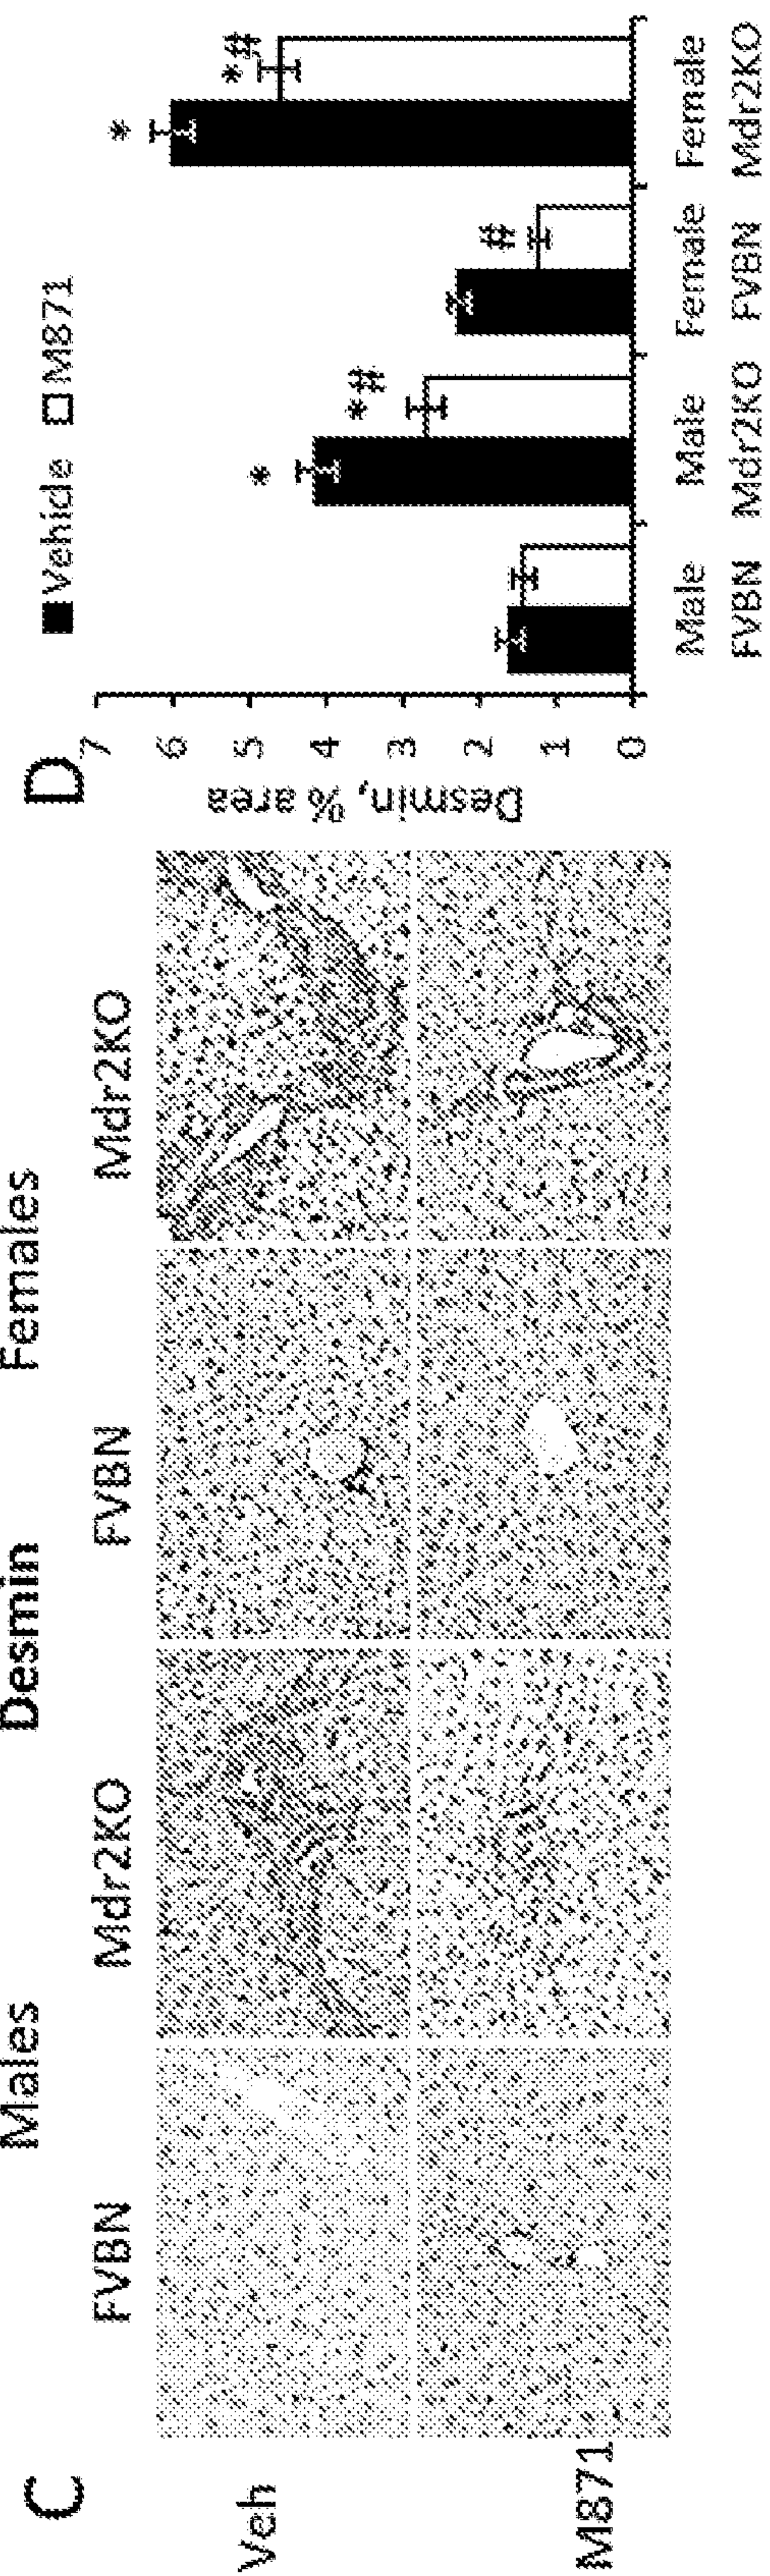 C
Males
Desmin
Females
FVBN
Mdr2KO
FVBN
Mdr2KO
Veh
M871
D
Vehicle
M871
Desmin, % area
7
6
5
4
3
2
1
0
*
*#
#
*
*#
Male
Male
Female
Female
FVBN
Mdr2KO
FVBN
Mdr2KO